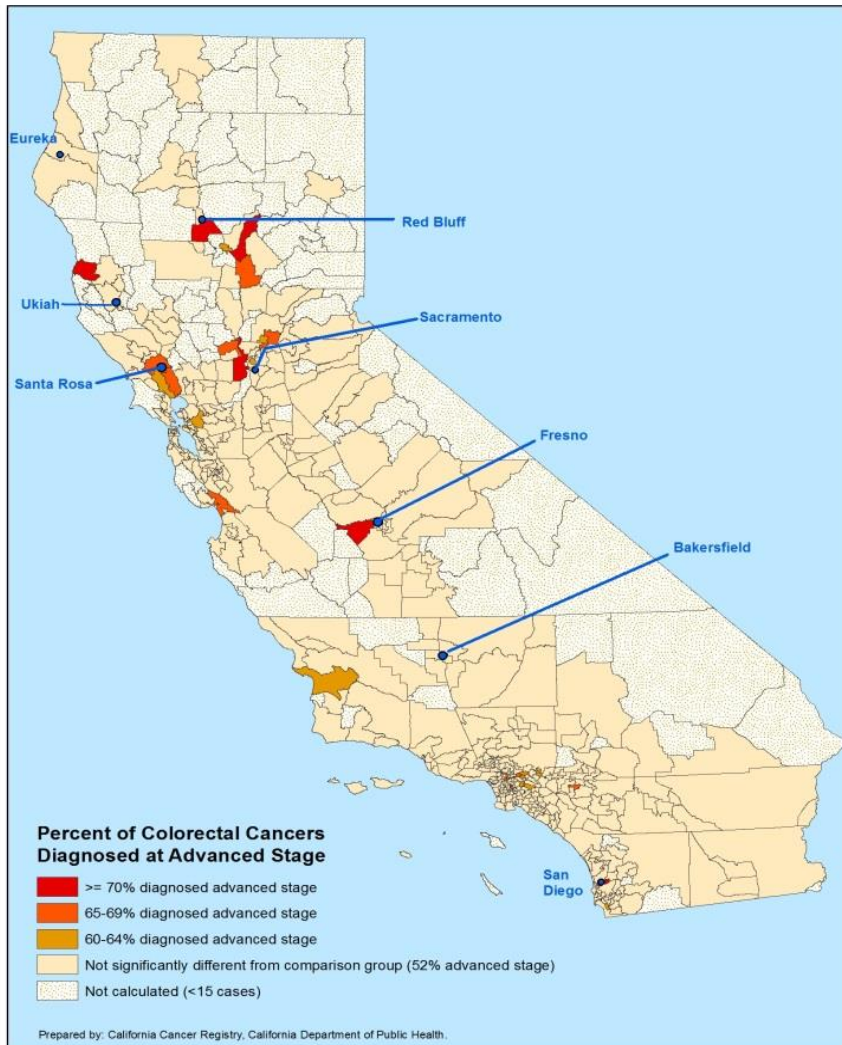 Eureka
Red Bluff
Ukiah
Sacramento
Santa Rosa
Fresno
Bakersfield
Percent of Colorectal Cancers
Diagnosed at Advanced Stage
>= 70% diagnosed advanced stage
65-69% diagnosed advanced stage
60-64% diagnosed advanced stage
Not significantly different from comparison group (52% advanced stage)
Not calculated (<15 cases)
San
Diego
Prepared by: California Cancer Registry, California Department of Public Health.